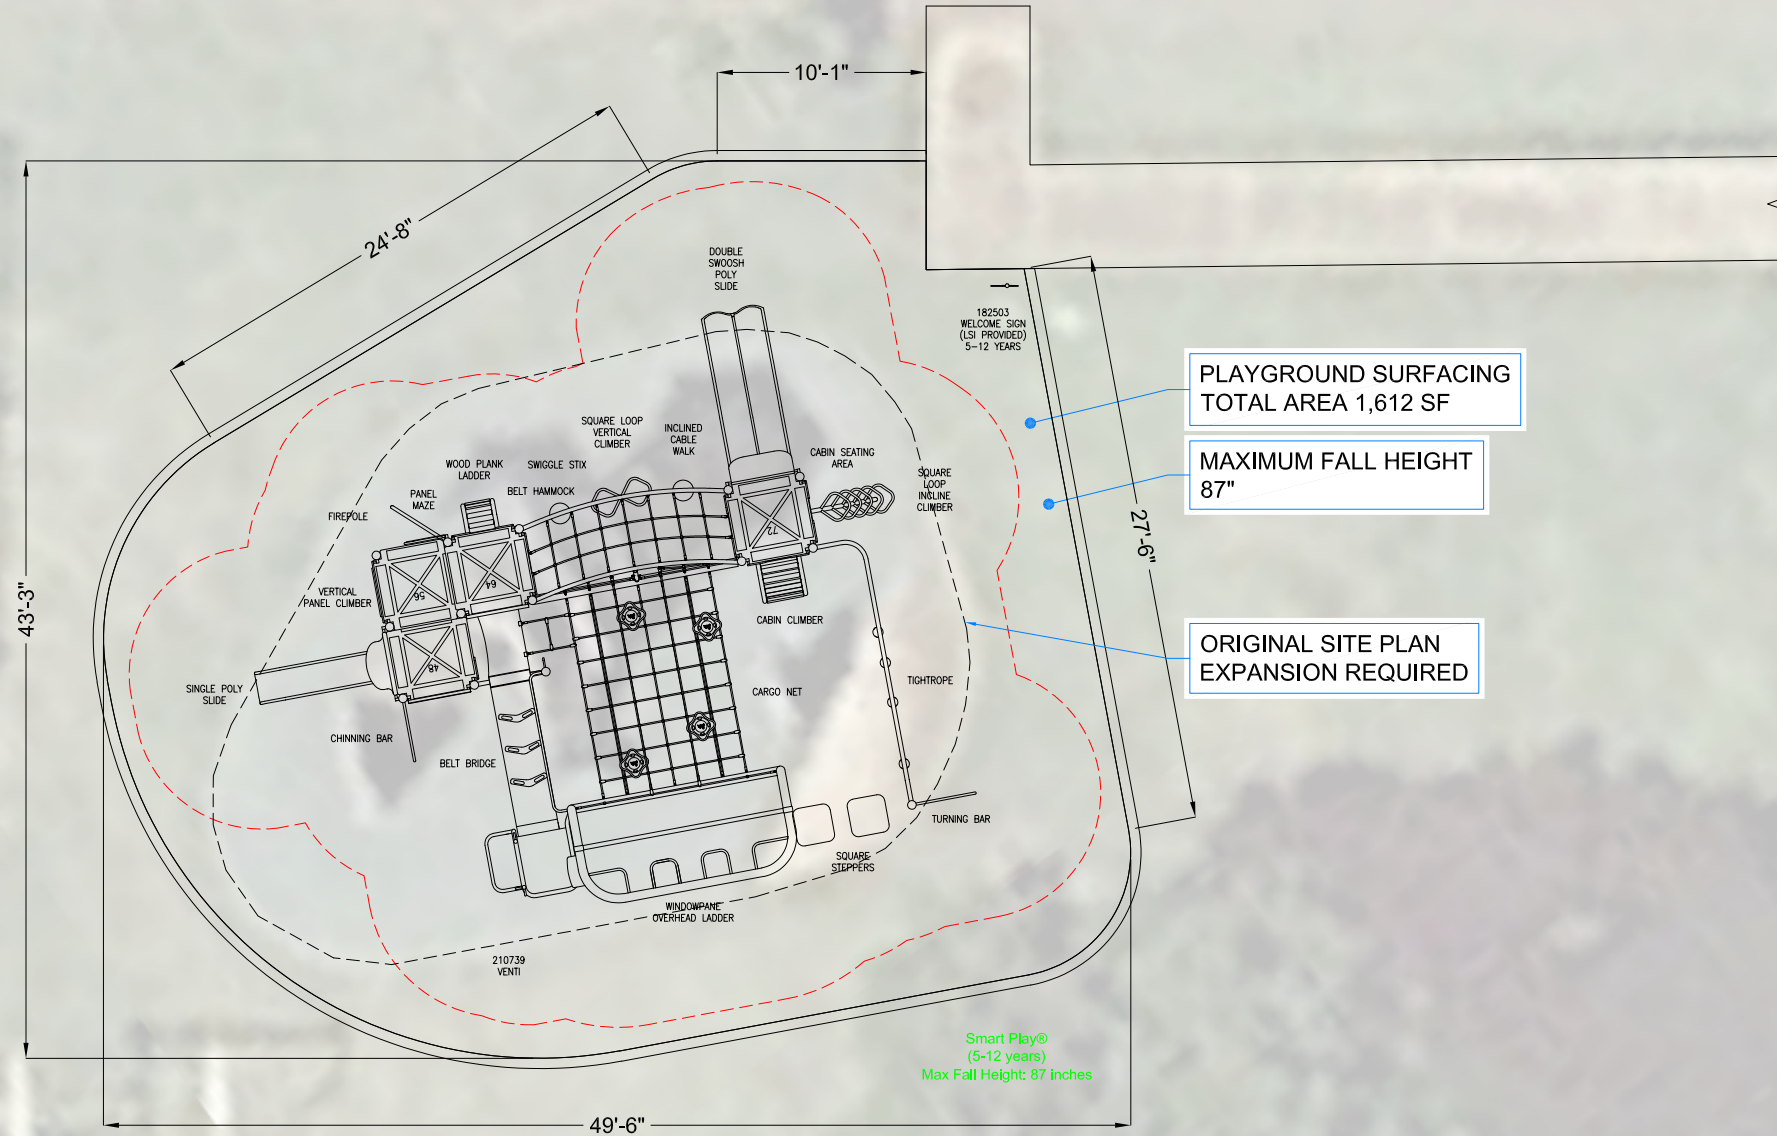 10'-1"
24'-8"
DOUBLE
SWOOSH
POLY
SLIDE
182503
WELCOME SIGN
(LSI PROVIDED)
5-12 YEARS
PLAYGROUND SURFACING
TOTAL AREA 1,612 SF
MAXIMUM FALL HEIGHT
87"
SQUARE LOOP
VERTICAL
CLIMBER
INCLINED
CABLE
WALK
CABIN SEATING
AREA
SQUARE
LOOP
INCLINE
CLIMBER
WOOD PLANK
LADDER
SWIGGLE STIX
BELT HAMMOCK
PANEL
MAZE
FIREPOLE
72
64
56
48
27'-6"
43'-3"
VERTICAL
PANEL CLIMBER
CABIN CLIMBER
ORIGINAL SITE PLAN
EXPANSION REQUIRED
SINGLE POLY
SLIDE
CARGO NET
TIGHTROPE
CHINNING BAR
BELT BRIDGE
TURNING BAR
SQUARE
STEPPERS
WINDOWPANE
OVERHEAD LADDER
210739
VENTI
Smart Play®
(5-12 years)
Max Fall Height: 87 inches
49'-6"